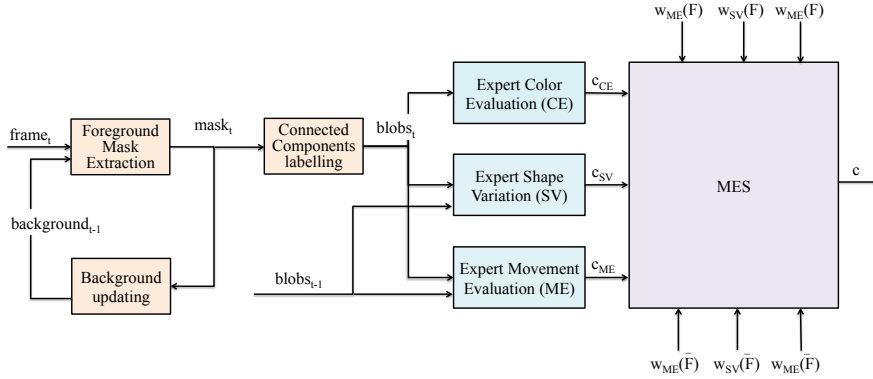 w_ME(F) w_SV(F) w_ME(F)
frame_t
Foreground
Mask
Extraction
mask_t
Connected
Components
labelling
blobs_t
Expert Color
Evaluation (CE)
c_CE
Expert Shape
Variation (SV)
c_SV
MES
c
background_t-1
Background
updating
blobs_t-1
Expert Movement
Evaluation (ME)
c_ME
w_ME(F̄) w_SV(F̄) w_ME(F̄)